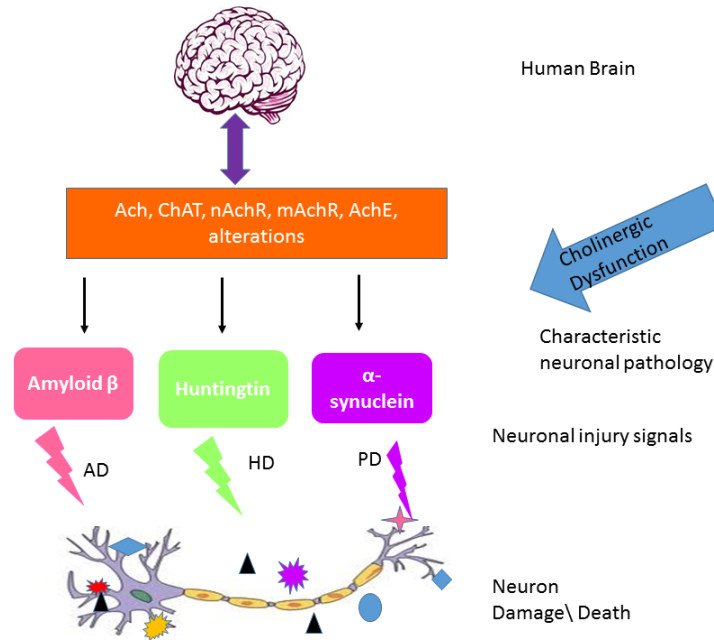 Human Brain
Ach, ChAT, nAchR, mAchR, AchE,
alterations
Cholinergic
Dysfunction
Characteristic
neuronal pathology
Amyloid β
Huntingtin
α-
synuclein
Neuronal injury signals
AD
HD
PD
Neuron
Damage\ Death